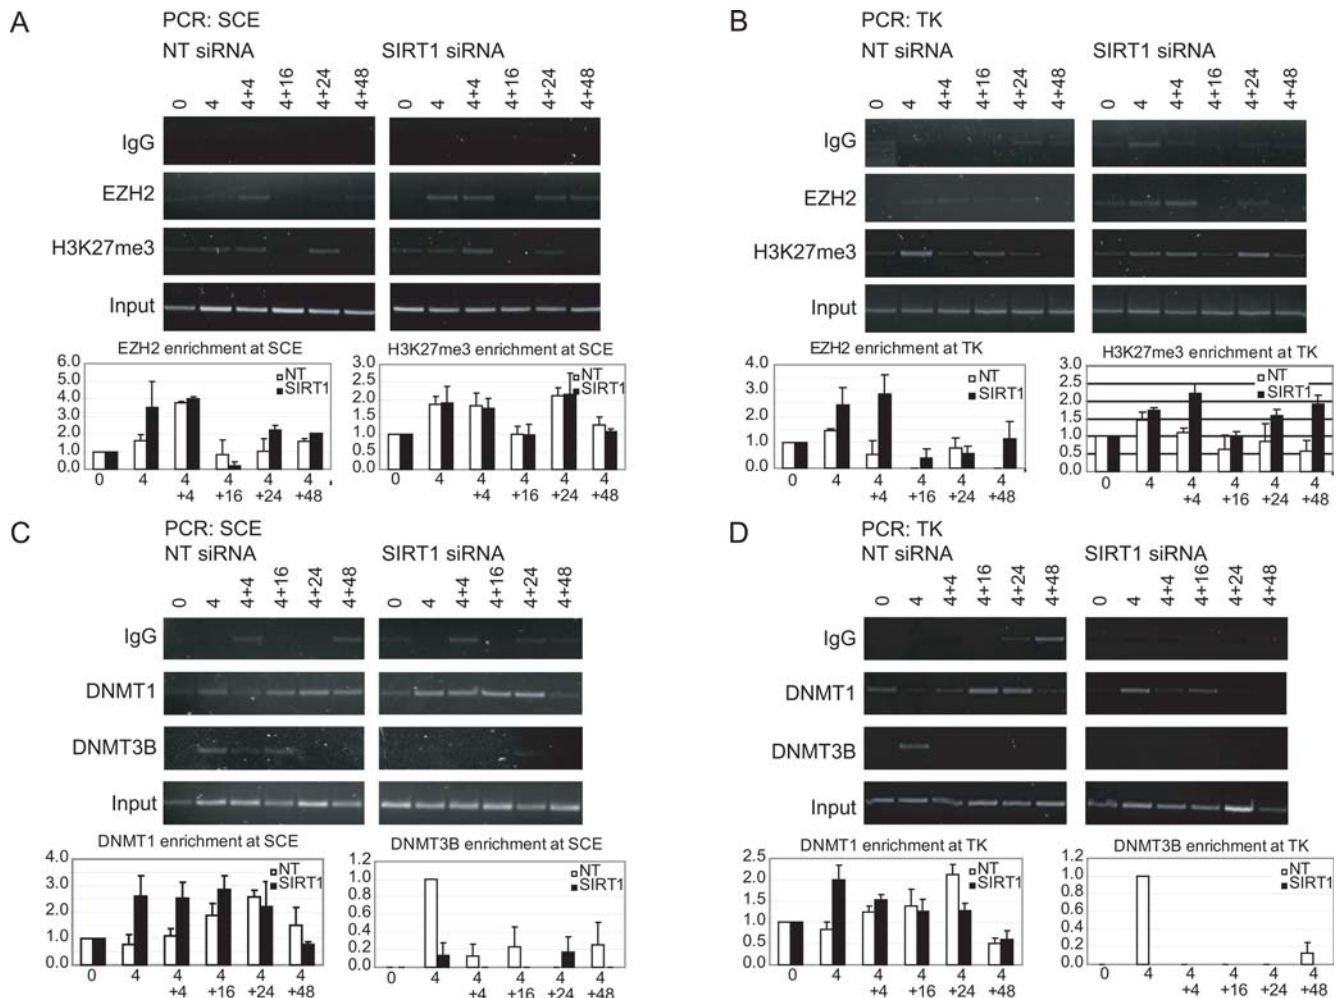 A
PCR: SCE
NT siRNA
SIRT1 siRNA
0 4 4+4 4+16 4+24 4+48
0 4 4+4 4+16 4+24 4+48
IgG
EZH2
H3K27me3
Input
EZH2 enrichment at SCE
6.0
5.0
4.0
3.0
2.0
1.0
0.0
NT
SIRT1
0 4 4 4 4 4
+4 +16 +24 +48
H3K27me3 enrichment at SCE
3.0
2.5
2.0
1.5
1.0
0.5
0.0
NT
SIRT1
0 4 4 4 4 4
+4 +16 +24 +48
B
PCR: TK
NT siRNA
SIRT1 siRNA
0 4 4+4 4+16 4+24 4+48
0 4 4+4 4+16 4+24 4+48
IgG
EZH2
H3K27me3
Input
EZH2 enrichment at TK
4.0
3.0
2.0
1.0
0.0
NT
SIRT1
0 4 4 4 4 4
+4 +16 +24 +48
H3K27me3 enrichment at TK
3.0
2.5
2.0
1.5
1.0
0.5
0.0
NT
SIRT1
0 4 4 4 4 4
+4 +16 +24 +48
C
PCR: SCE
NT siRNA
SIRT1 siRNA
0 4 4+4 4+16 4+24 4+48
0 4 4+4 4+16 4+24 4+48
IgG
DNMT1
DNMT3B
Input
DNMT1 enrichment at SCE
4.0
3.0
2.0
1.0
0.0
NT
SIRT1
0 4 4 4 4 4
+4 +16 +24 +48
DNMT3B enrichment at SCE
1.2
1.0
0.8
0.6
0.4
0.2
0.0
NT
SIRT1
0 4 4 4 4 4
+4 +16 +24 +48
D
PCR: TK
NT siRNA
SIRT1 siRNA
0 4 4+4 4+16 4+24 4+48
0 4 4+4 4+16 4+24 4+48
IgG
DNMT1
DNMT3B
Input
DNMT1 enrichment at TK
2.5
2.0
1.5
1.0
0.5
0.0
NT
SIRT1
0 4 4 4 4 4
+4 +16 +24 +48
DNMT3B enrichment at TK
1.2
1.0
0.8
0.6
0.4
0.2
0.0
NT
SIRT1
0 4 4 4 4 4
+4 +16 +24 +48